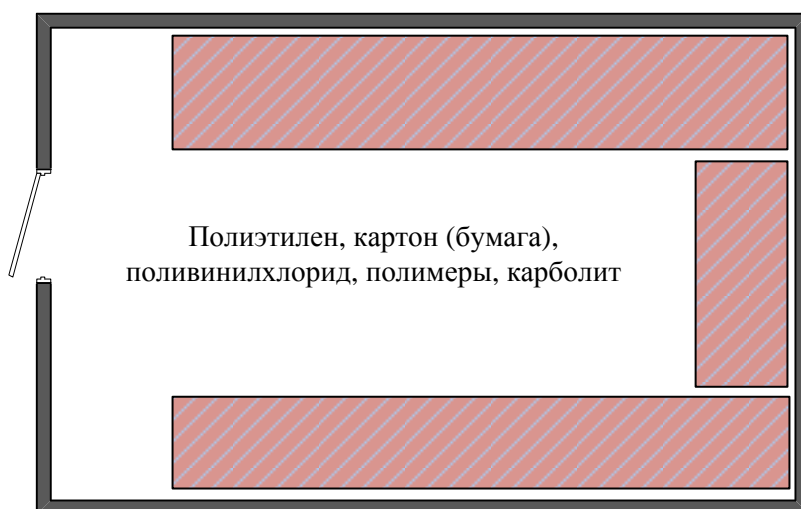 Полиэтилен, картон (бумага),
поливинилхлорид, полимеры, карболит